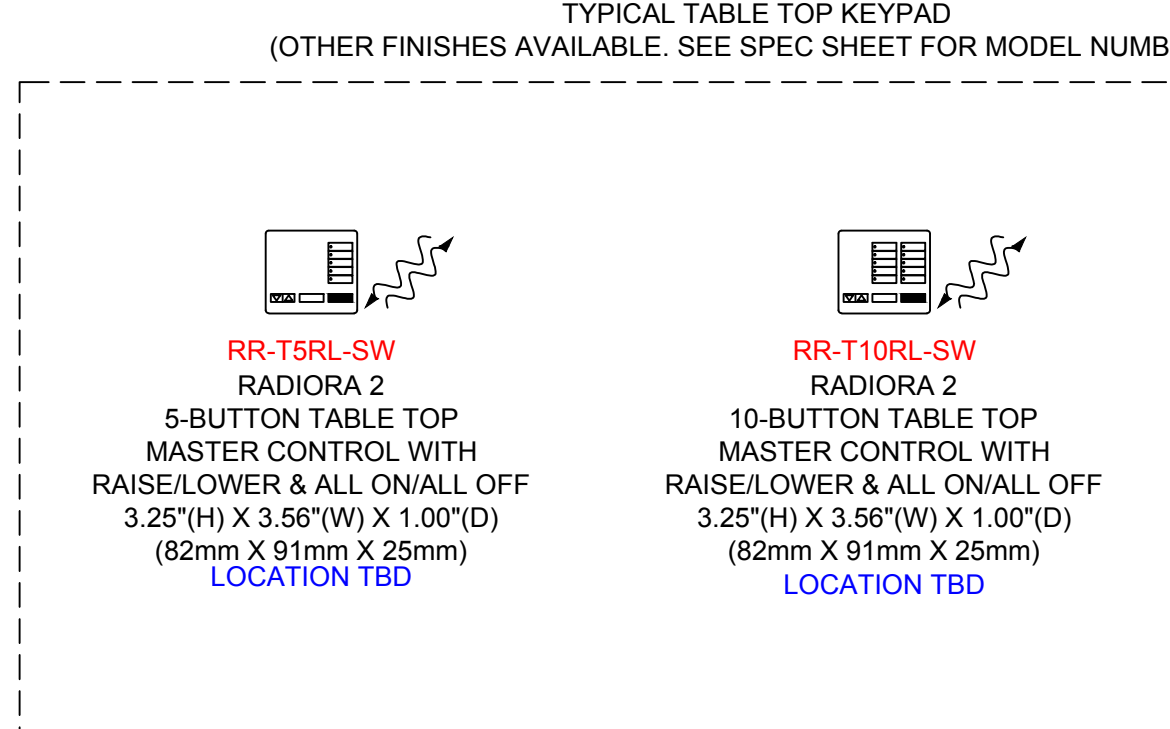 TYPICAL TABLE TOP KEYPAD
(OTHER FINISHES AVAILABLE. SEE SPEC SHEET FOR MODEL NUMB
RR-T5RL-SW
RADIORA 2
5-BUTTON TABLE TOP
MASTER CONTROL WITH
RAISE/LOWER & ALL ON/ALL OFF
3.25"(H) X 3.56"(W) X 1.00"(D)
(82mm X 91mm X 25mm)
LOCATION TBD
RR-T10RL-SW
RADIORA 2
10-BUTTON TABLE TOP
MASTER CONTROL WITH
RAISE/LOWER & ALL ON/ALL OFF
3.25"(H) X 3.56"(W) X 1.00"(D)
(82mm X 91mm X 25mm)
LOCATION TBD